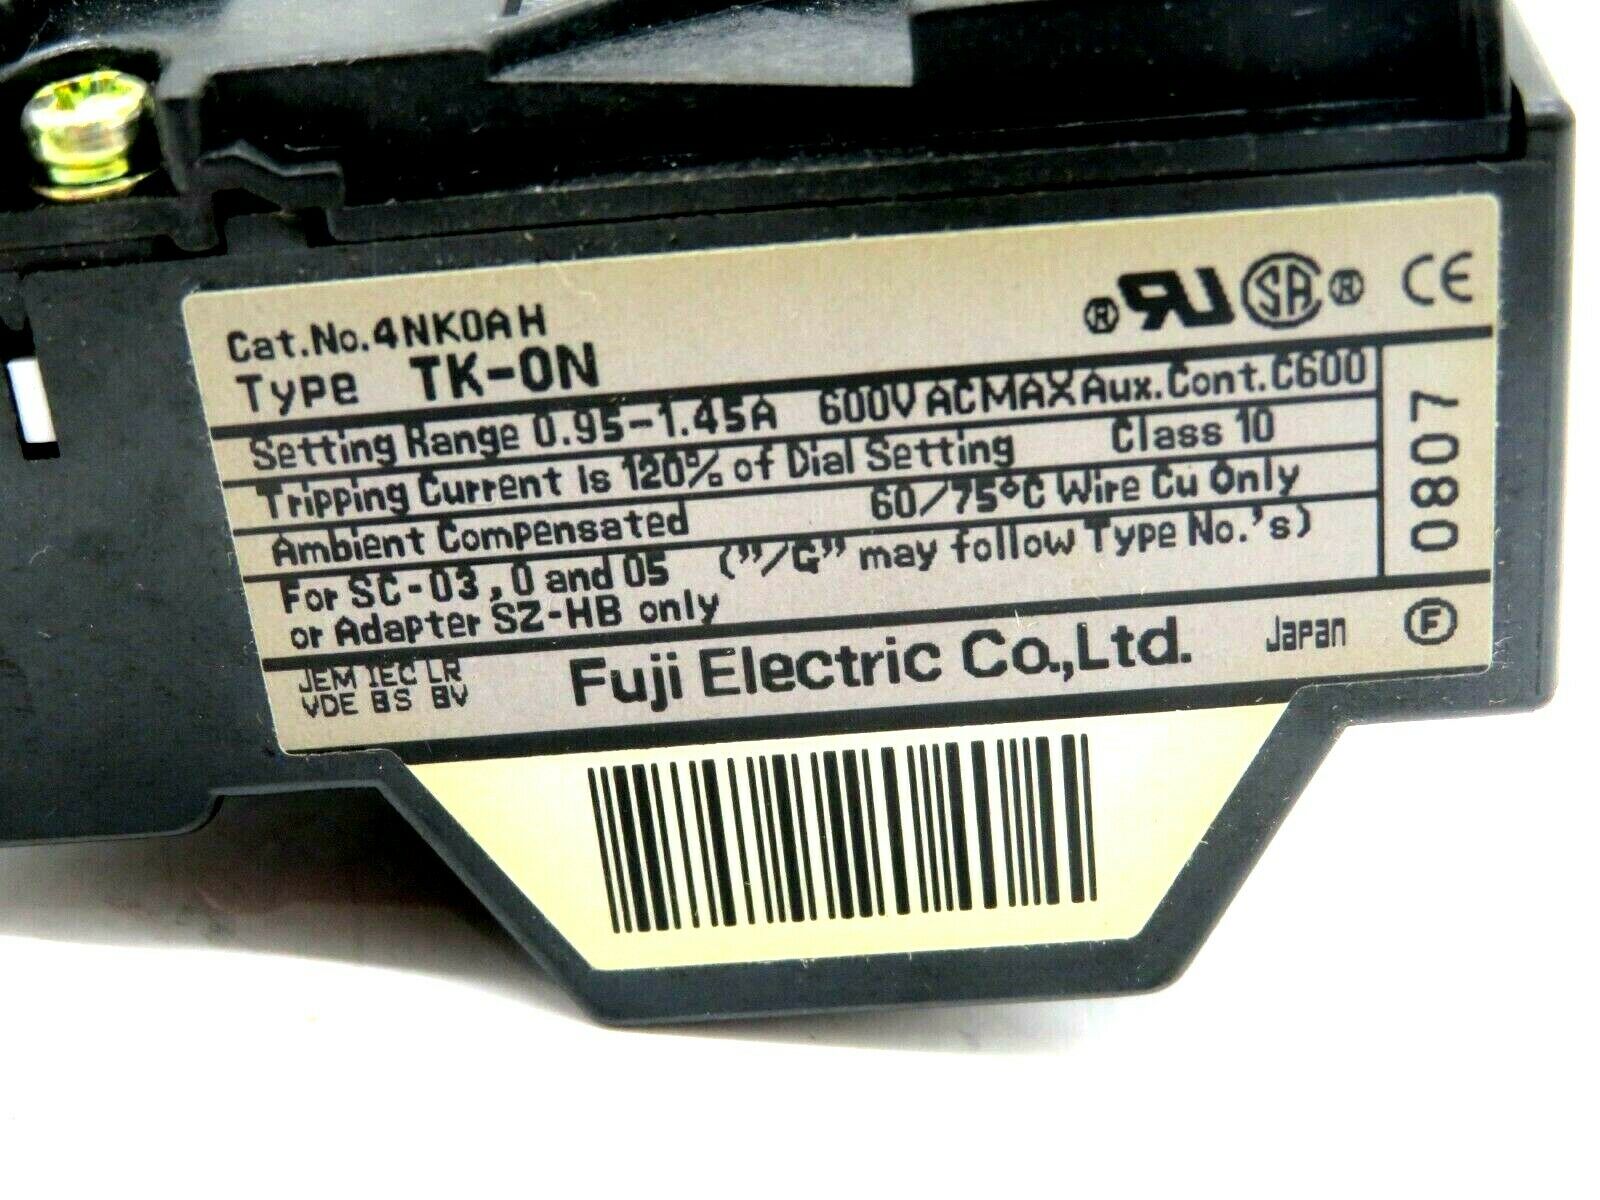 Cat.No.4NK0AH
Type TK-0N
® RU SA ® CE
Setting Range 0.95-1.45A 600V AC MAX Aux.Cont.C600
Tripping Current is 120% of Dial Setting Class 10
Ambient Compensated 60/75°C Wire Cu Only
For SC-03,0 and 05 ("/G" may follow Type No.'s)
or Adapter SZ-HB only
0807
JEM IEC LR
VDE BS BV
Fuji Electric Co.,Ltd. Japan F